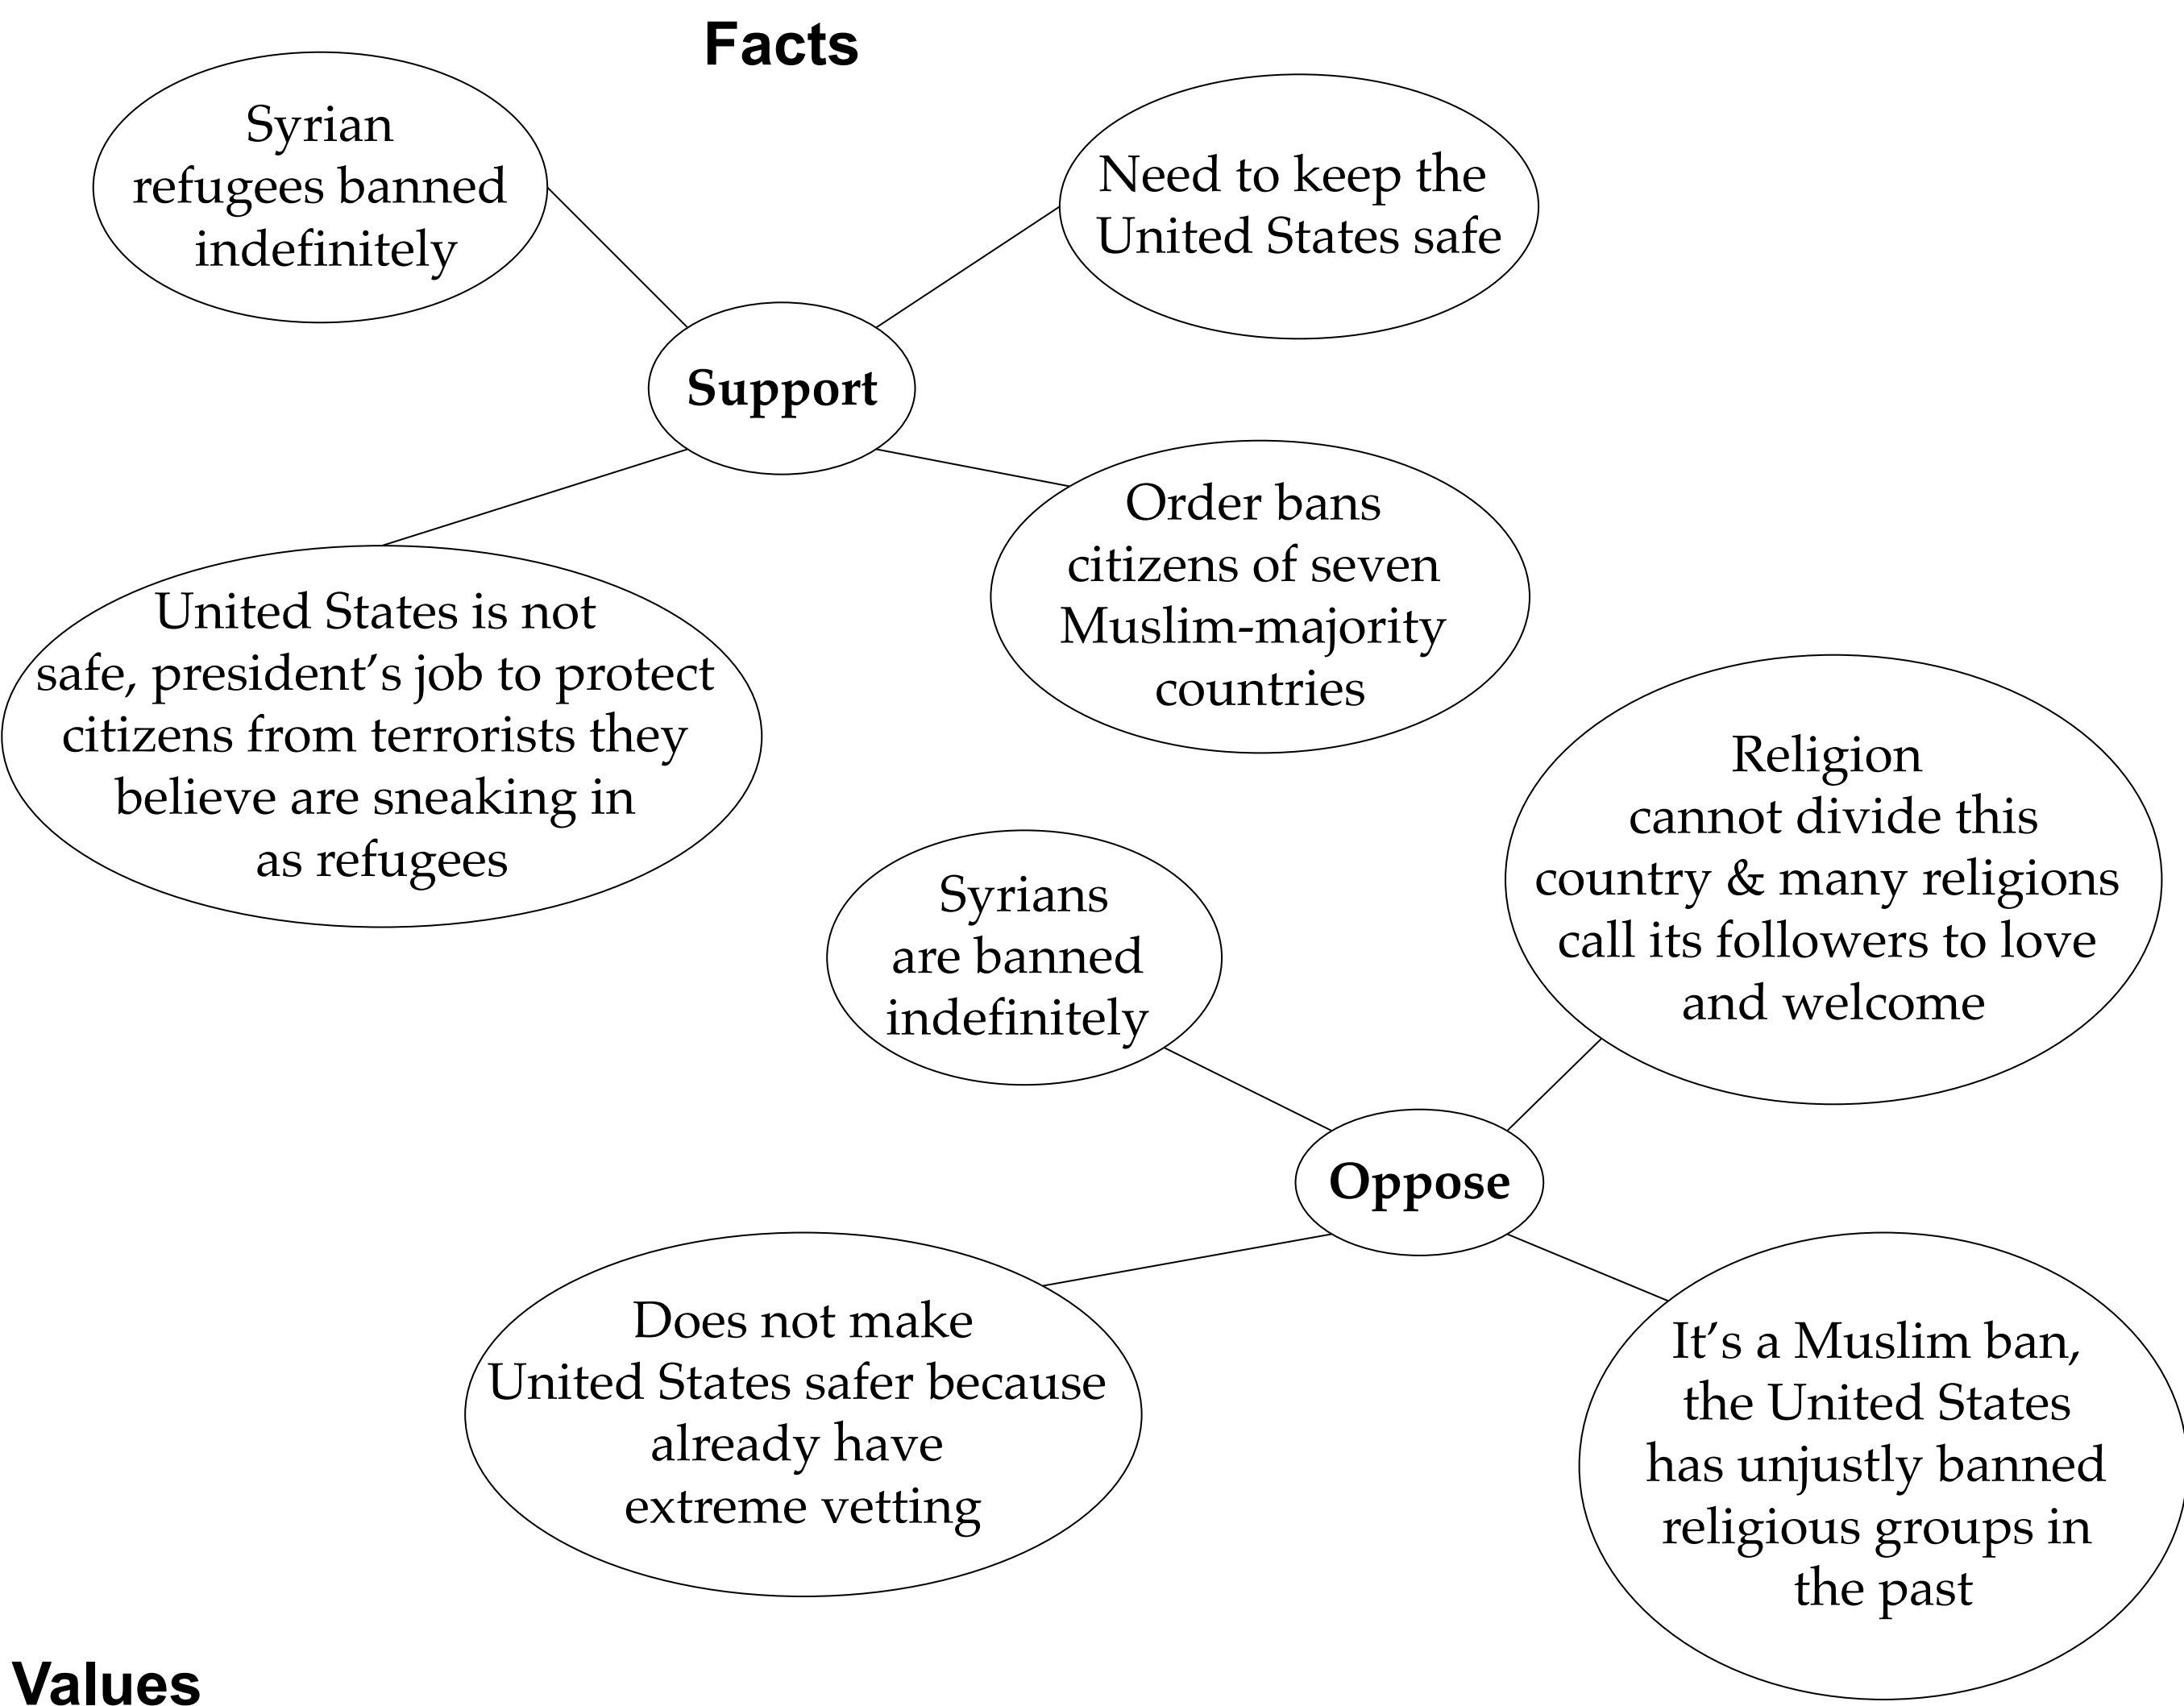 Facts
Syrian
refugees banned
indefinitely
Need to keep the
United States safe
Support
United States is not
safe, president’s job to protect
citizens from terrorists they
believe are sneaking in
as refugees
Order bans
citizens of seven
Muslim-majority
countries
Syrians
are banned
indefinitely
Religion
cannot divide this
country & many religions
call its followers to love
and welcome
Oppose
Does not make
United States safer because
already have
extreme vetting
It’s a Muslim ban,
the United States
has unjustly banned
religious groups in
the past
Values